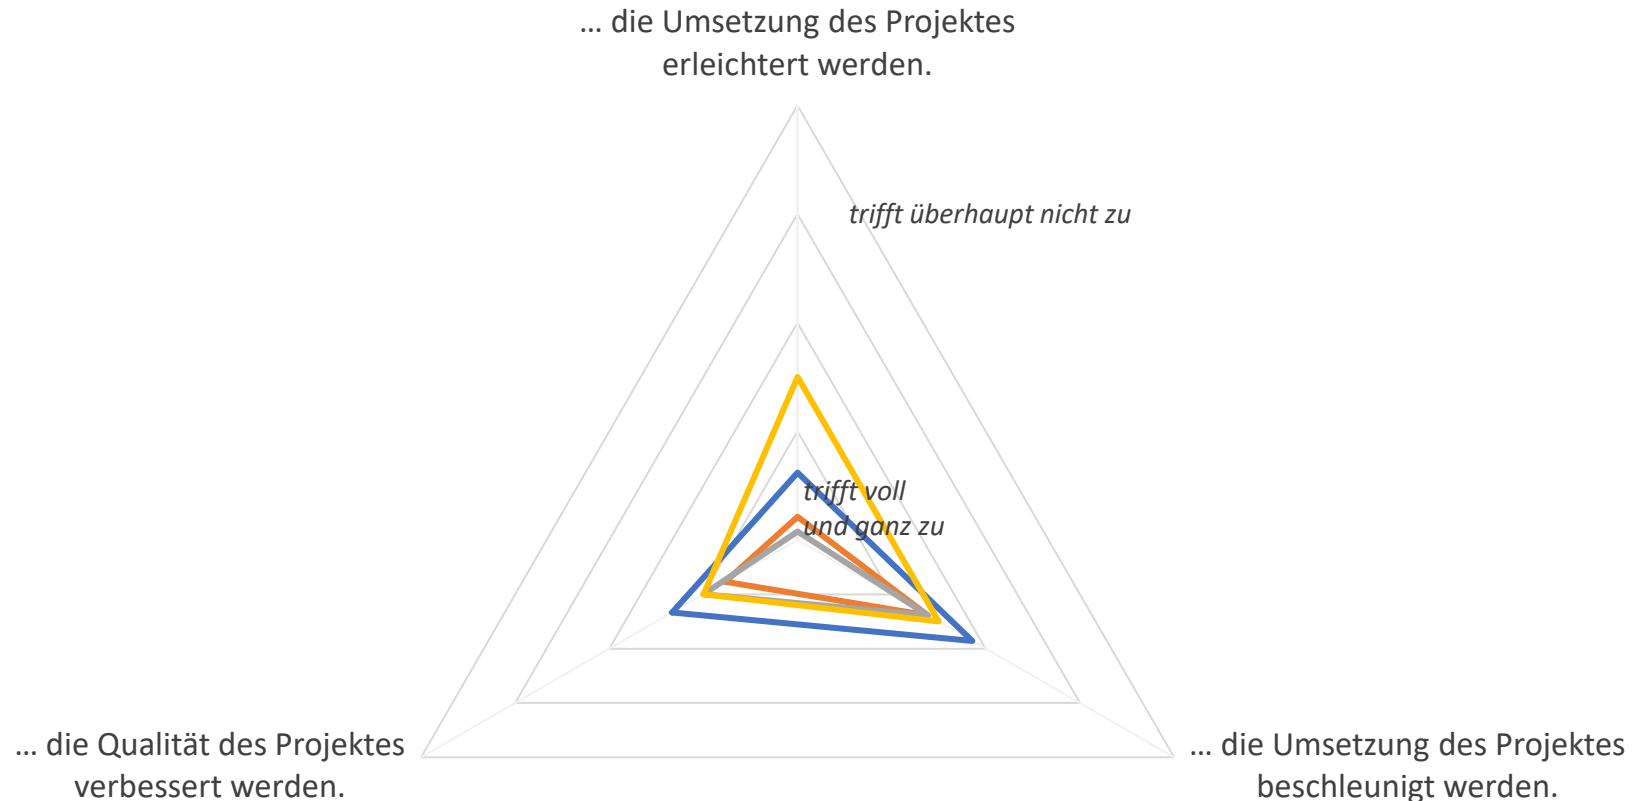 ... die Umsetzung des Projektes
erleichtert werden.
trifft überhaupt nicht zu
trifft voll
und ganz zu
... die Qualität des Projektes
verbessert werden.
... die Umsetzung des Projektes
beschleunigt werden.